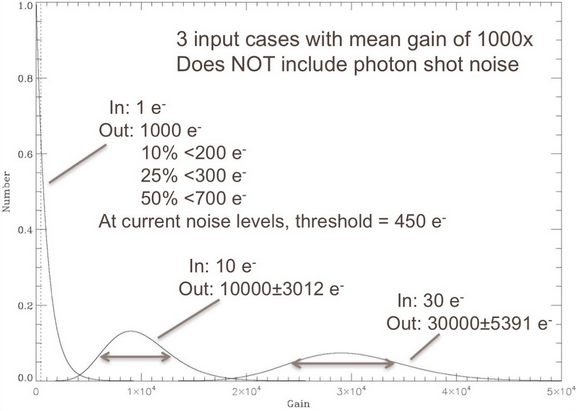 1.0
3 input cases with mean gain of 1000x
Does NOT include photon shot noise
0.8
In: 1 e⁻
Out: 1000 e⁻
10% <200 e⁻
0.6
25% <300 e⁻
50% <700 e⁻
Number
At current noise levels, threshold = 450 e⁻
0.4
In: 10 e⁻
Out: 10000±3012 e⁻
In: 30 e⁻
0.2
Out: 30000±5391 e⁻
0.0
0 1×10⁴ 2×10⁴ 3×10⁴ 4×10⁴ 5×10⁴
Gain